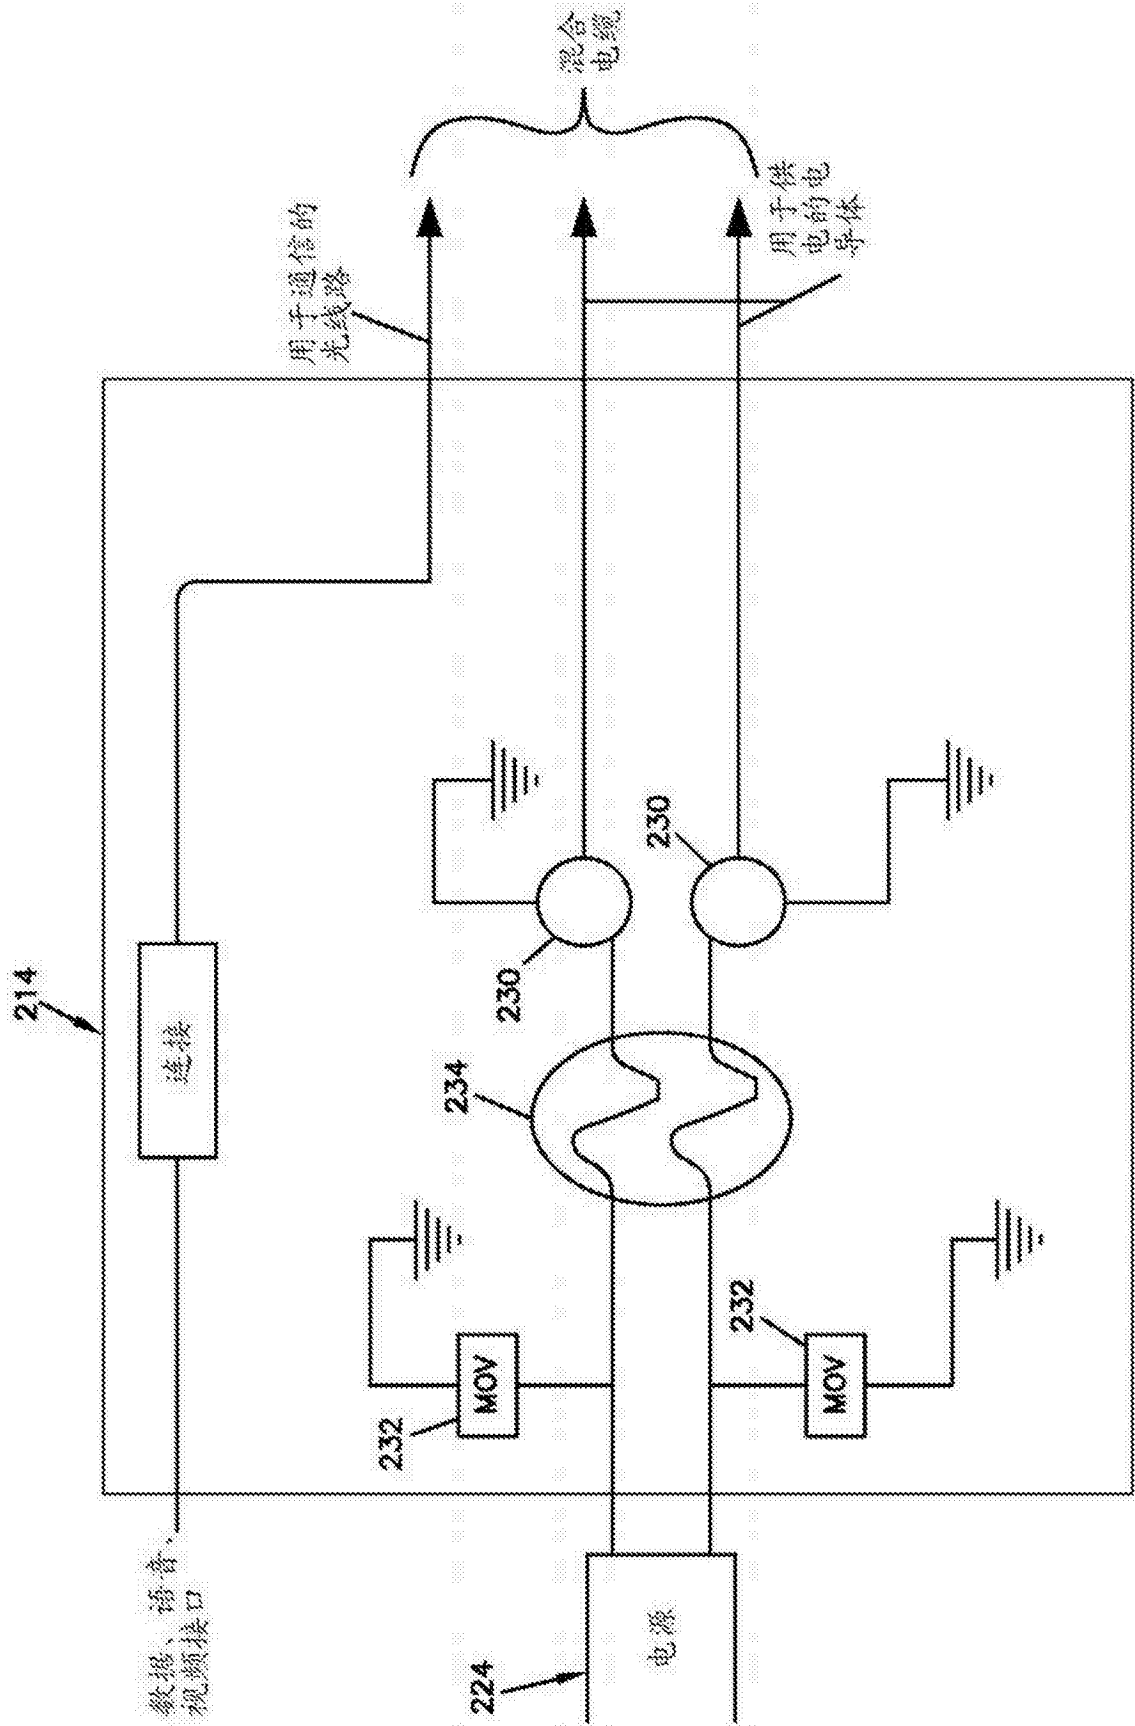 214
数据、语音、
视频接口
连接
用于通信的
光线路
混合
电缆
232
MOV
234
230
230
224
电源
232
MOV
用于供
电的电
导体